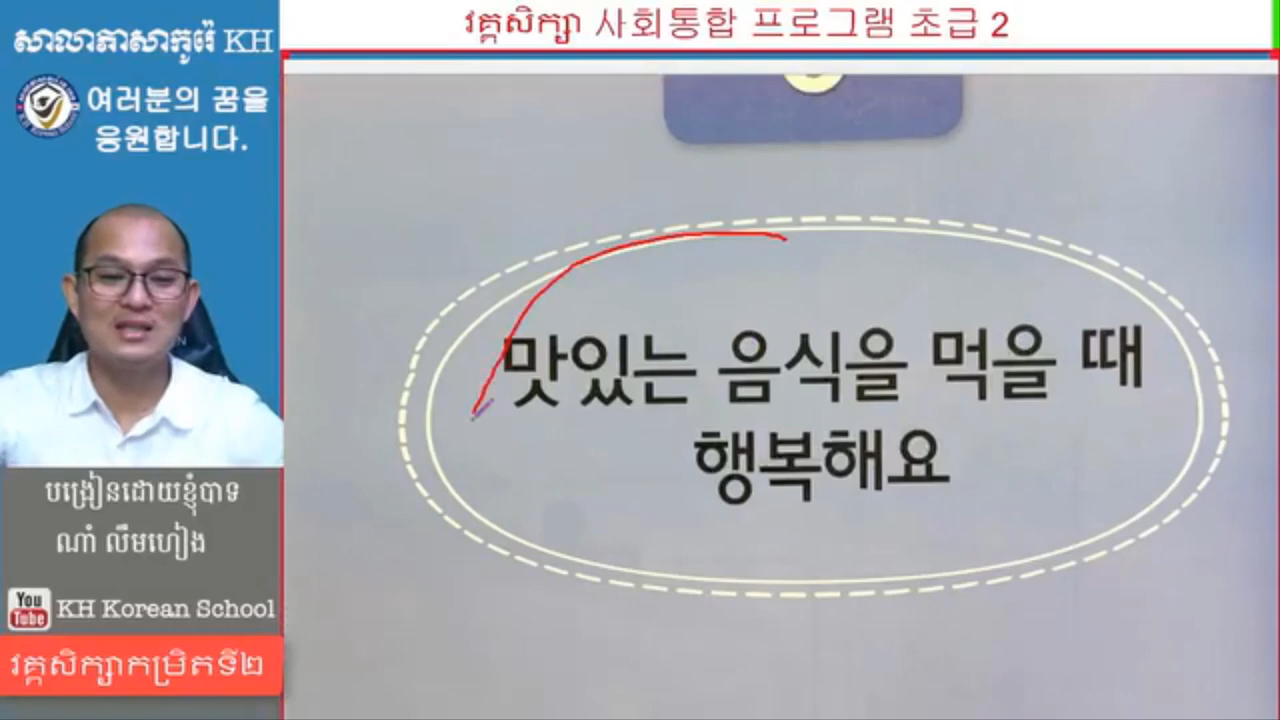 វគ្គសិក្សា 사회통합 프로그램 초급 2
សាលាភាសាកូរ៉េ KH
여러분의 꿈을
응원합니다.
맛있는 음식을 먹을 때
행복해요
បង្រៀនដោយខ្ញុំបាទ
ណាំ លឹមហៀង
You
Tube
KH Korean School
វគ្គសិក្សាកម្រិតទី២